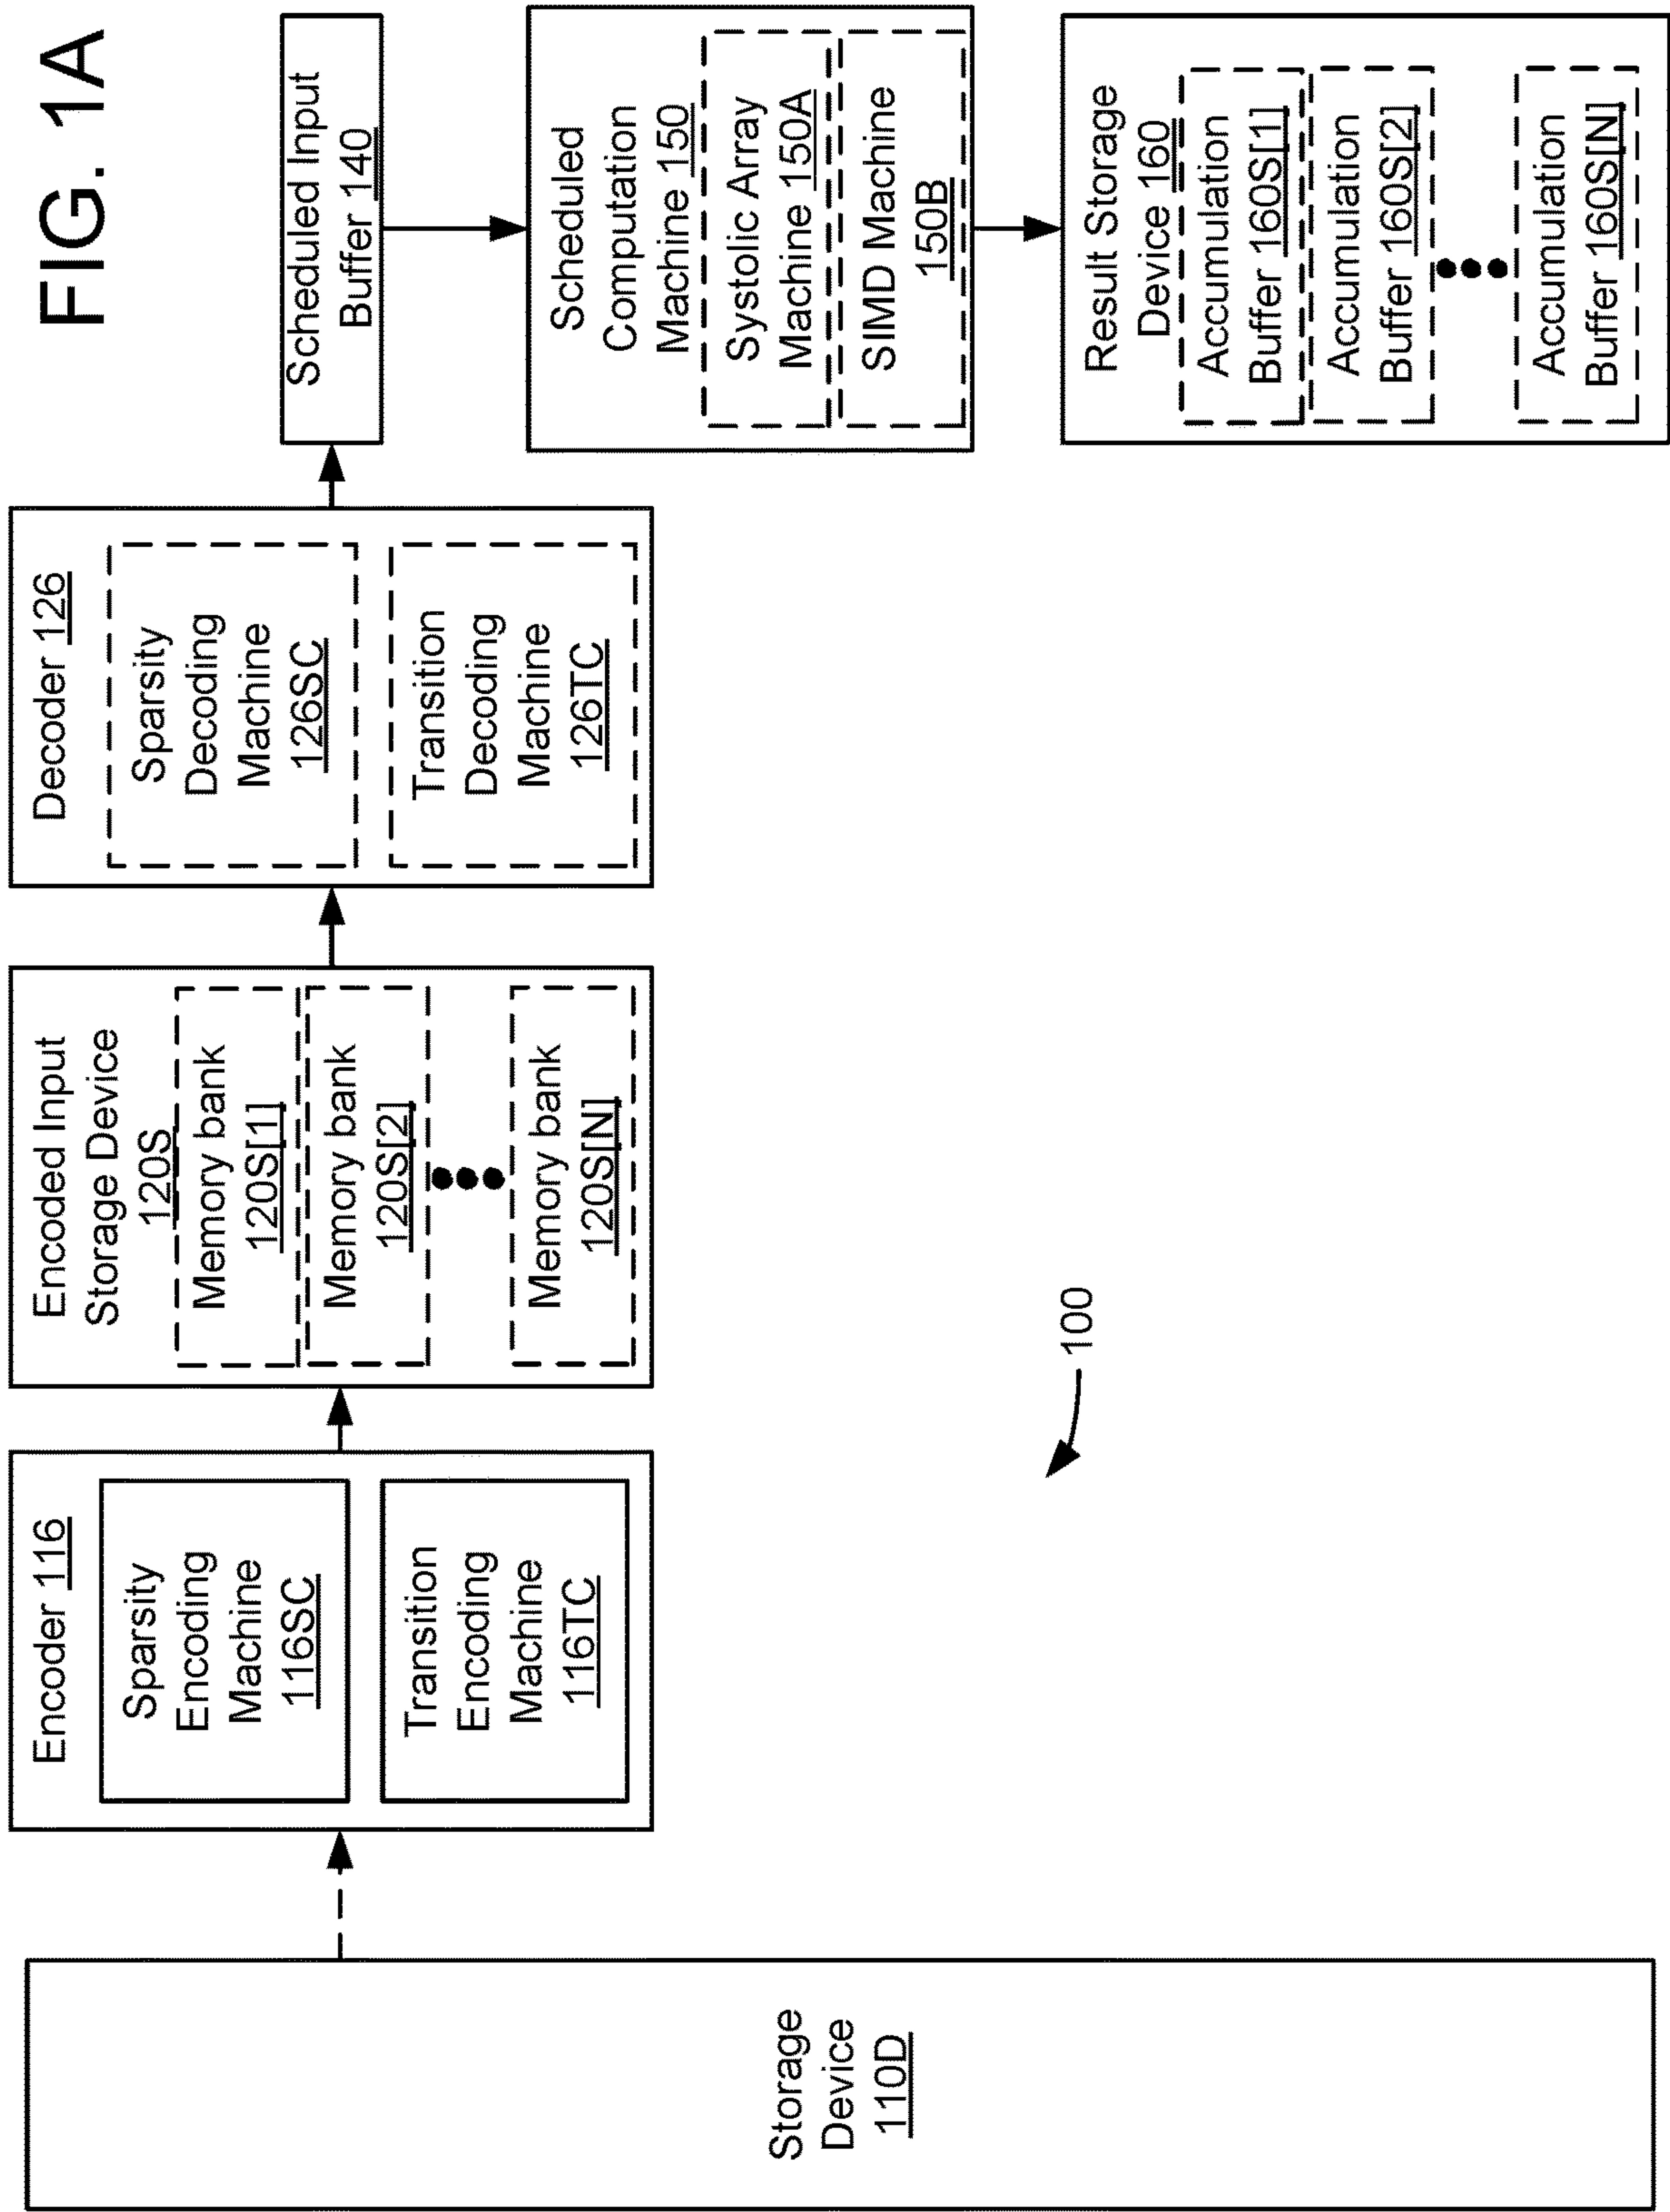 FIG. 1A
Storage
Device
110D
Encoder 116
Sparsity
Encoding
Machine
116SC
Transition
Encoding
Machine
116TC
Encoded Input
Storage Device
120S
Memory bank
120S[1]
Memory bank
120S[2]
Memory bank
120S[N]
Decoder 126
Sparsity
Decoding
Machine
126SC
Transition
Decoding
Machine
126TC
Scheduled Input
Buffer 140
Scheduled
Computation
Machine 150
Systolic Array
Machine 150A
SIMD Machine
150B
Result Storage
Device 160
Accumulation
Buffer 160S[1]
Accumulation
Buffer 160S[2]
Accumulation
Buffer 160S[N]
100